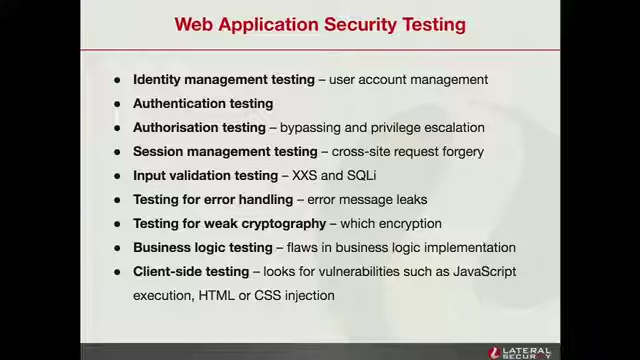 Web Application Security Testing
● Identity management testing – user account management
● Authentication testing
● Authorisation testing – bypassing and privilege escalation
● Session management testing – cross-site request forgery
● Input validation testing – XXS and SQLi
● Testing for error handling – error message leaks
● Testing for weak cryptography – which encryption
● Business logic testing – flaws in business logic implementation
● Client-side testing – looks for vulnerabilities such as JavaScript
execution, HTML or CSS injection
LATERAL
SECURITY